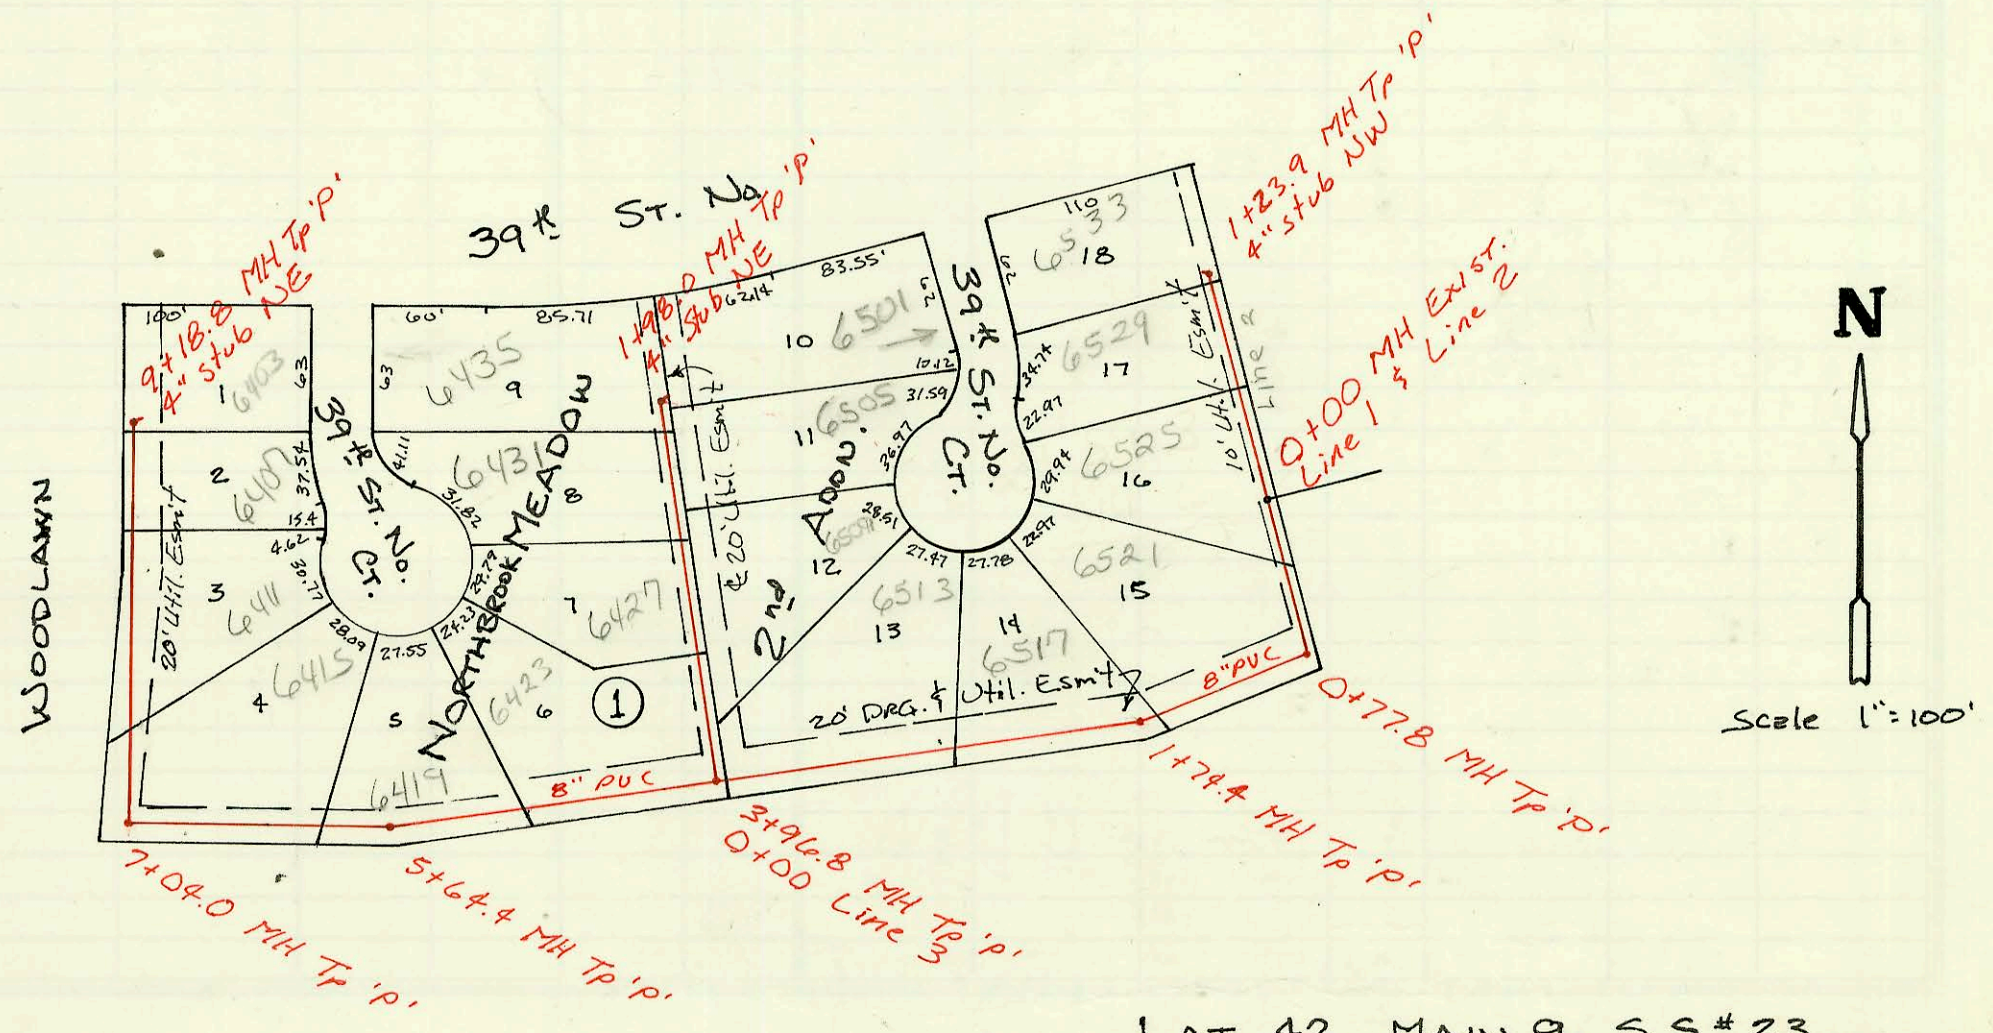 39th St. No.
9+18.8 MH Tp 'P'
4" Stub NE
1+98.0 MH Tp 'P'
4" Stub NE
1+23.9 MH Tp 'P'
4" Stub NW
0+00 MH Exist.
Line 1 & Line 2
N
Scale 1"=100'
WOODLAWN
100'
63
1
6403
2
6407
37.54
15.4
20' Util. Esm't
3
6411
4.62
30.77
28.09
4
6415
27.55
5
6419
24.23
6
6423
1
39th St. No. Ct.
60'
85.71
63
6435
9
41.11
6431
8
31.82
24.79
7
6427
NORTHBROOK MEADOW
2nd ADDN.
62.14
83.55'
62
10
6501
10.12
31.59
11
6505
36.97
℄ 20' Util. Esm't
28.51
12
6509
27.47
13
6513
27.78
14
6517
22.97
15
6521
29.94
16
6525
22.97
34.74
17
6529
62
110
6533
18
39th St. No. Ct.
10' Util. Esm't
Line 2
20' DRG. & Util. Esm't
8" PVC
8" PVC
0+77.8 MH Tp 'P'
1+74.4 MH Tp 'P'
3+96.8 MH Tp 'P'
0+00 Line 3
5+64.4 MH Tp 'P'
7+04.0 MH Tp 'P'
LAT 42 MAIN 9 S.S #23